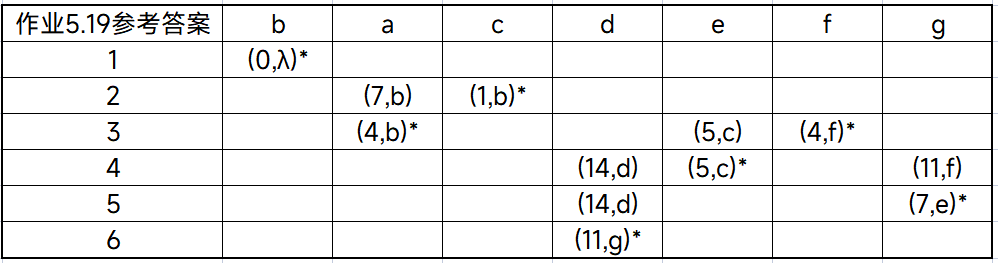 作业5.19参考答案 b a c d e f g
1 (0,λ)*
2 (7,b) (1,b)*
3 (4,b)* (5,c) (4,f)*
4 (14,d) (5,c)* (11,f)
5 (14,d) (7,e)*
6 (11,g)*